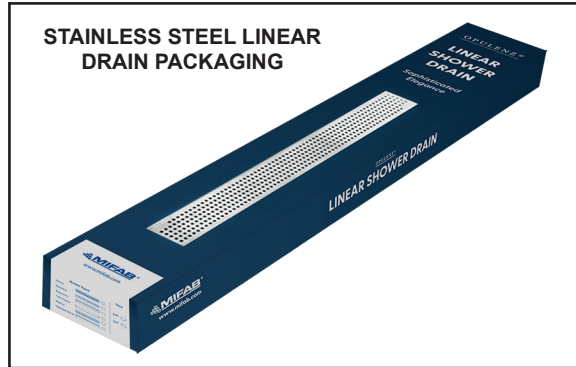 STAINLESS STEEL LINEAR
DRAIN PACKAGING
OPULENZ®
LINEAR
SHOWER
DRAIN
Sophisticated
Elegance
OPULENZ®
LINEAR SHOWER DRAIN
MIFAB®
www.mifab.com
MIFAB®
www.mifab.com